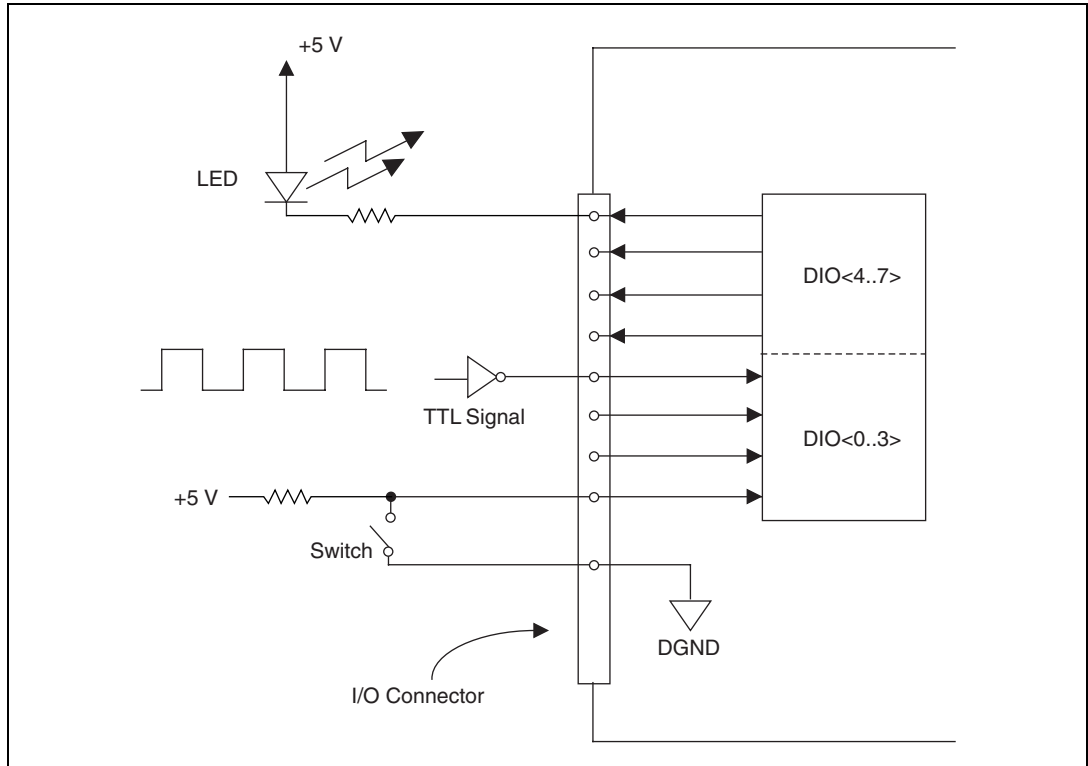 +5 V
LED
DIO<4..7>
TTL Signal
DIO<0..3>
+5 V
Switch
DGND
I/O Connector